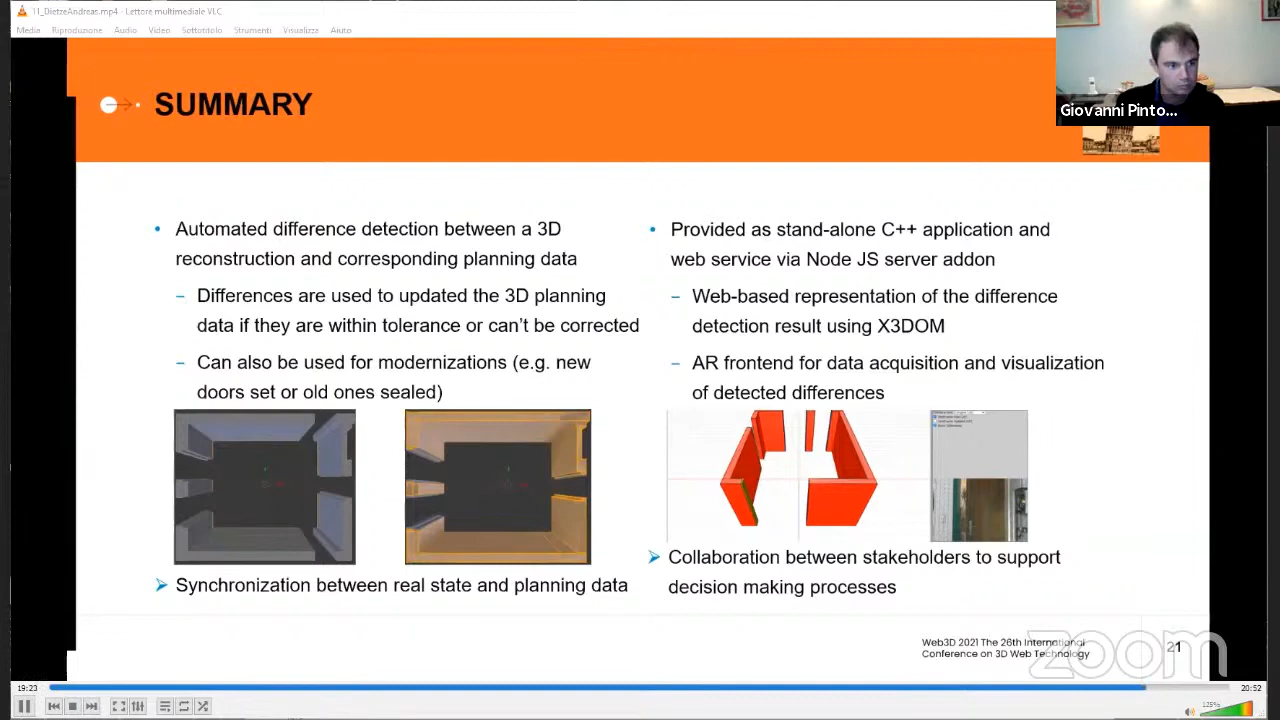 11_DietzeAndreas.mp4 - Lettore multimediale VLC
Media Riproduzione Audio Video Sottotitolo Strumenti Visualizza Aiuto
Giovanni Pinto...
SUMMARY
• Automated difference detection between a 3D
reconstruction and corresponding planning data
– Differences are used to updated the 3D planning
data if they are within tolerance or can't be corrected
– Can also be used for modernizations (e.g. new
doors set or old ones sealed)
➢ Synchronization between real state and planning data
• Provided as stand-alone C++ application and
web service via Node JS server addon
– Web-based representation of the difference
detection result using X3DOM
– AR frontend for data acquisition and visualization
of detected differences
➢ Collaboration between stakeholders to support
decision making processes
Web3D 2021 The 26th International
Conference on 3D Web Technology
21
zoom
19:23
20:52
125%